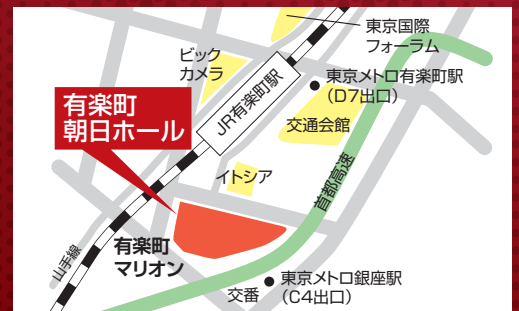 東京国際
フォーラム
ビック
カメラ
東京メトロ有楽町駅
(D7出口)
JR有楽町駅
有楽町
朝日ホール
交通会館
イトシア
首都高速
有楽町
マリオン
山手線
東京メトロ銀座駅
(C4出口)
交番